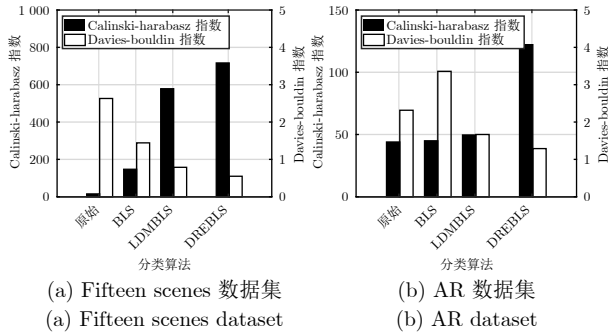 1 000
800
600
400
200
0
Calinski-harabasz 指数
Calinski-harabasz 指数
Davies-bouldin 指数
5
4
3
2
1
0
Davies-bouldin 指数
原始
BLS
LDMBLS
DREBLS
分类算法
(a) Fifteen scenes 数据集
(a) Fifteen scenes dataset
150
100
50
0
Calinski-harabasz 指数
Calinski-harabasz 指数
Davies-bouldin 指数
5
4
3
2
1
0
Davies-bouldin 指数
原始
BLS
LDMBLS
DREBLS
分类算法
(b) AR 数据集
(b) AR dataset